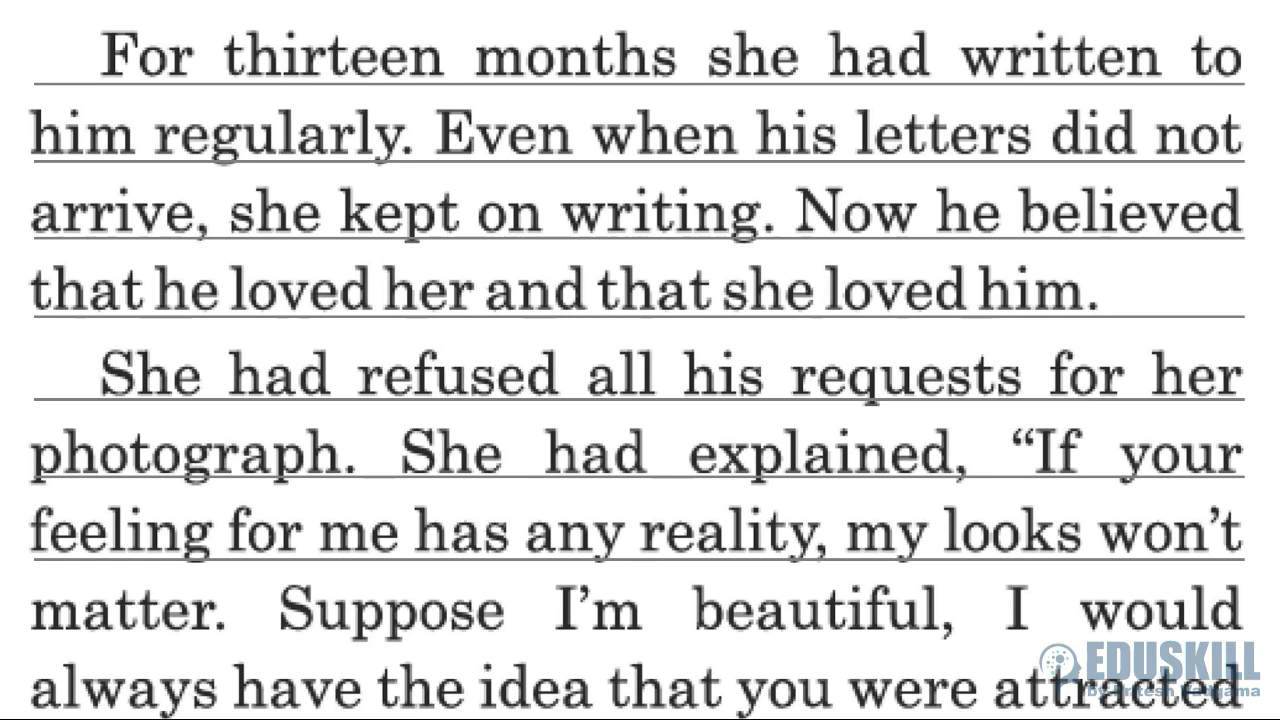 For thirteen months she had written to
him regularly. Even when his letters did not
arrive, she kept on writing. Now he believed
that he loved her and that she loved him.
She had refused all his requests for her
photograph. She had explained, “If your
feeling for me has any reality, my looks won’t
matter. Suppose I’m beautiful, I would
always have the idea that you were attracted
EDUSKILL
by Pritesh Vadgama